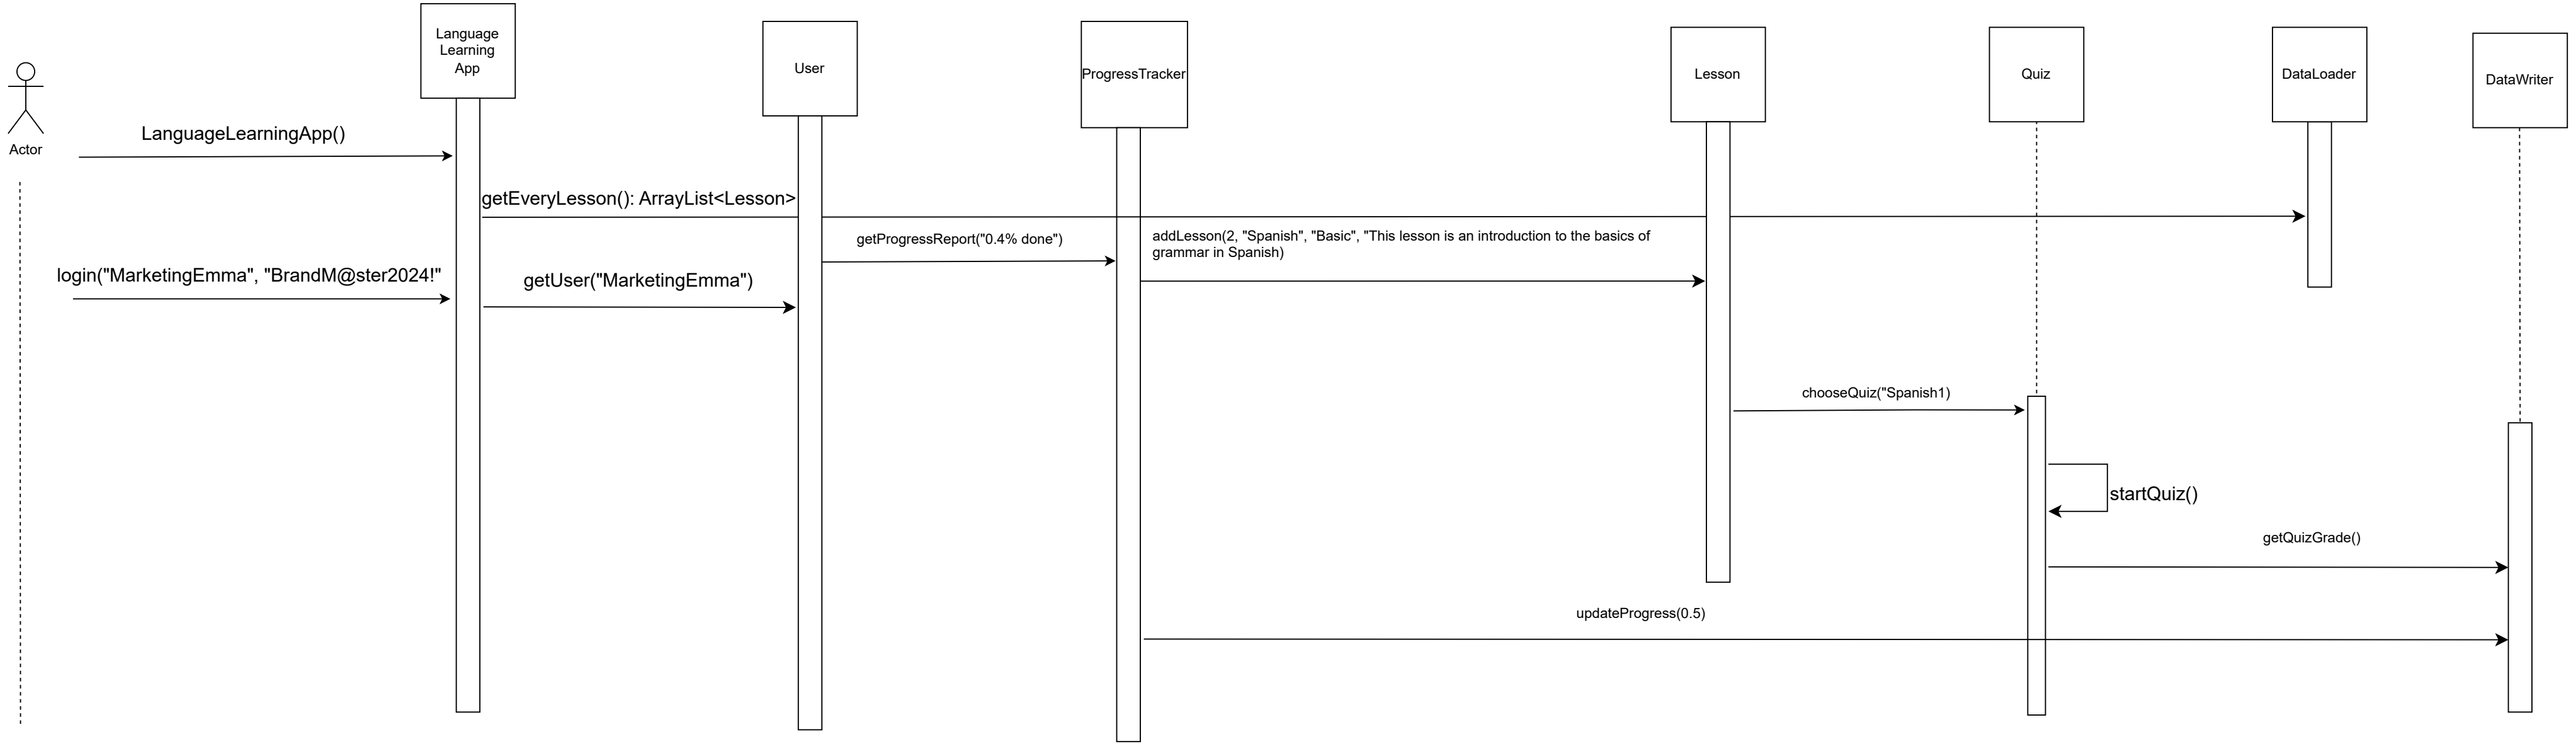 Language
Learning
App
User
ProgressTracker
Lesson
Quiz
DataLoader
DataWriter
Actor
LanguageLearningApp()
getEveryLesson(): ArrayList<Lesson>
getProgressReport("0.4% done")
addLesson(2, "Spanish", "Basic", "This lesson is an introduction to the basics of
grammar in Spanish)
login("MarketingEmma", "BrandM@ster2024!"
getUser("MarketingEmma")
chooseQuiz("Spanish1)
startQuiz()
getQuizGrade()
updateProgress(0.5)